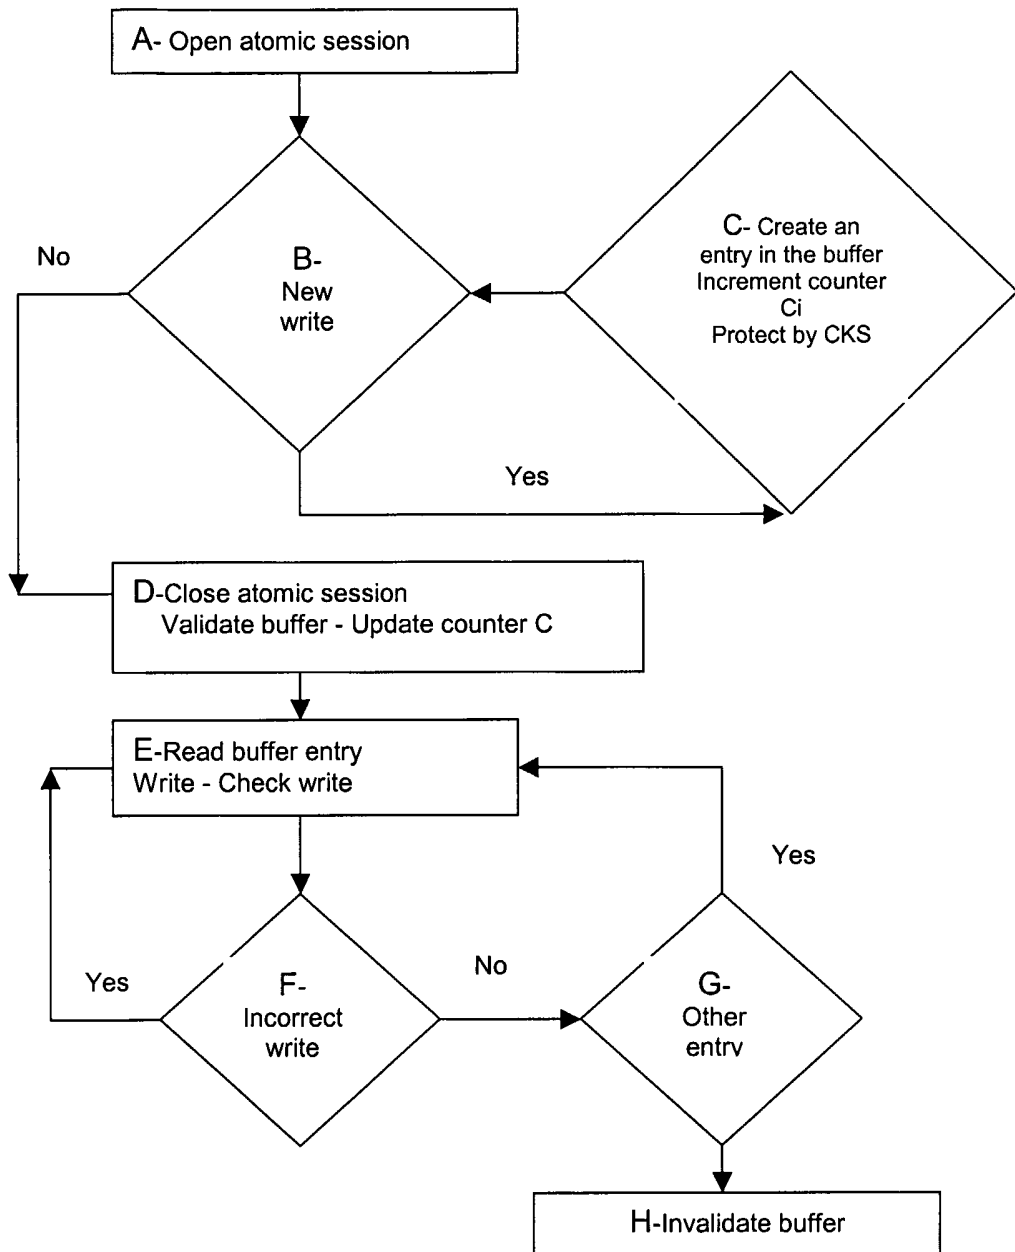 A- Open atomic session
No
B-
New
write
C- Create an
entry in the buffer
Increment counter
Ci
Protect by CKS
Yes
D-Close atomic session
Validate buffer - Update counter C
E-Read buffer entry
Write - Check write
Yes
Yes
F-
Incorrect
write
No
G-
Other
entry
H-Invalidate buffer